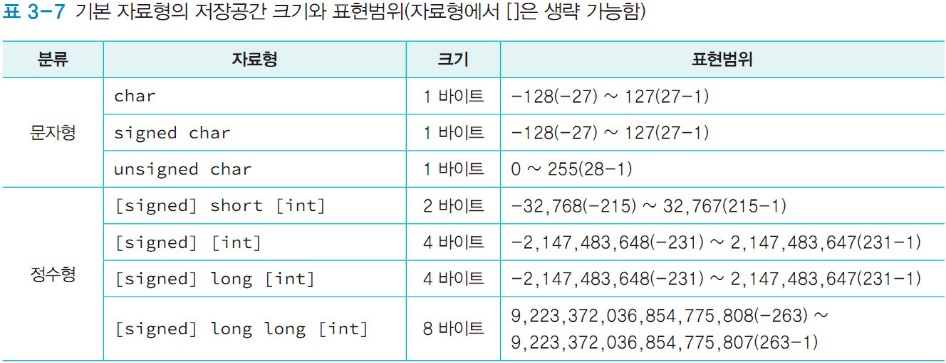 표 3-7 기본 자료형의 저장공간 크기와 표현범위(자료형에서 []은 생략 가능함)
분류 자료형 크기 표현범위
문자형
char 1 바이트 -128(-27) ~ 127(27-1)
signed char 1 바이트 -128(-27) ~ 127(27-1)
unsigned char 1 바이트 0 ~ 255(28-1)
정수형
[signed] short [int] 2 바이트 -32,768(-215) ~ 32,767(215-1)
[signed] [int] 4 바이트 -2,147,483,648(-231) ~ 2,147,483,647(231-1)
[signed] long [int] 4 바이트 -2,147,483,648(-231) ~ 2,147,483,647(231-1)
[signed] long long [int] 8 바이트 9,223,372,036,854,775,808(-263) ~
9,223,372,036,854,775,807(263-1)